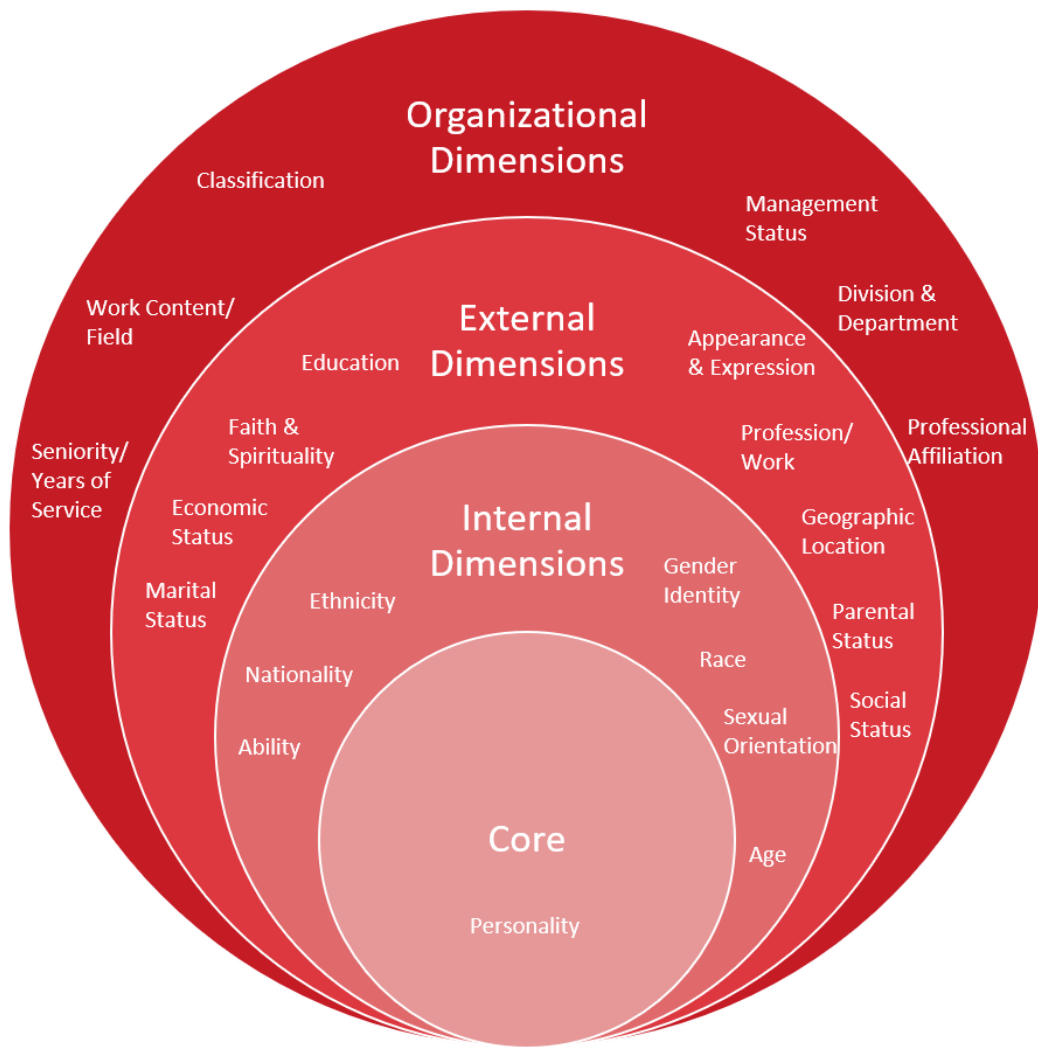 Organizational
Dimensions
Classification
Management
Status
Work Content/
Field
Division &
Department
Seniority/
Years of
Service
Professional
Affiliation
External
Dimensions
Education
Appearance
& Expression
Faith &
Spirituality
Profession/
Work
Economic
Status
Geographic
Location
Marital
Status
Parental
Status
Social
Status
Internal
Dimensions
Ethnicity
Gender
Identity
Nationality
Race
Ability
Sexual
Orientation
Age
Core
Personality